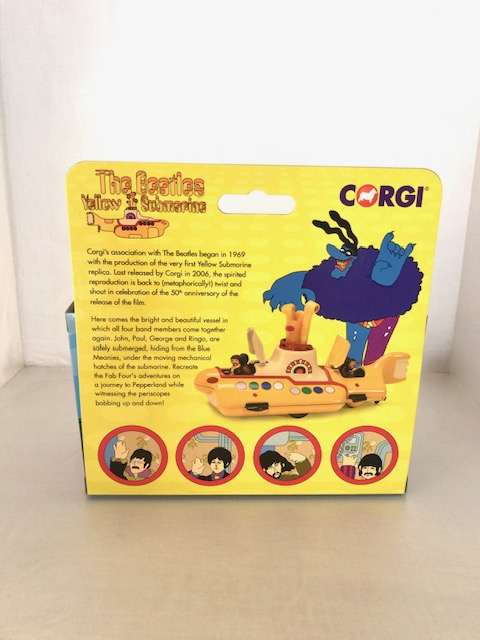 The Beatles
Yellow Submarine
CORGI®
Corgi's association with The Beatles began in 1969
with the production of the very first Yellow Submarine
replica. Last released by Corgi in 2006, the spirited
reproduction is back to (metaphorically!) twist and
shout in celebration of the 50th anniversary of the
release of the film.
Here comes the bright and beautiful vessel in
which all four band members come together
again. John, Paul, George and Ringo, are
safely submerged, hiding from the Blue
Meanies, under the moving mechanical
hatches of the submarine. Recreate
the Fab Four's adventures on
a journey to Pepperland while
witnessing the periscopes
bobbing up and down!